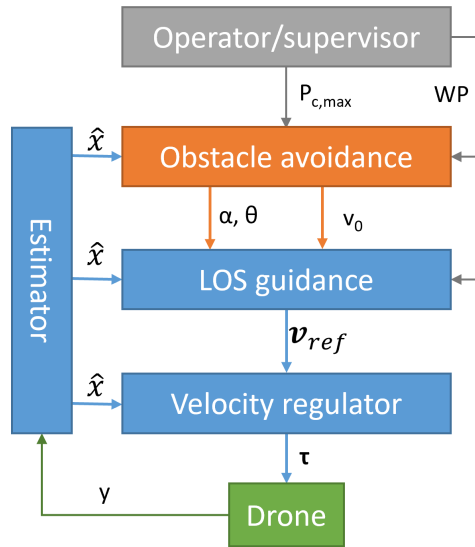 Operator/supervisor
P_c,max
WP
x̂
Obstacle avoidance
α, θ
v_0
Estimator
x̂
LOS guidance
v_ref
x̂
Velocity regulator
τ
y
Drone